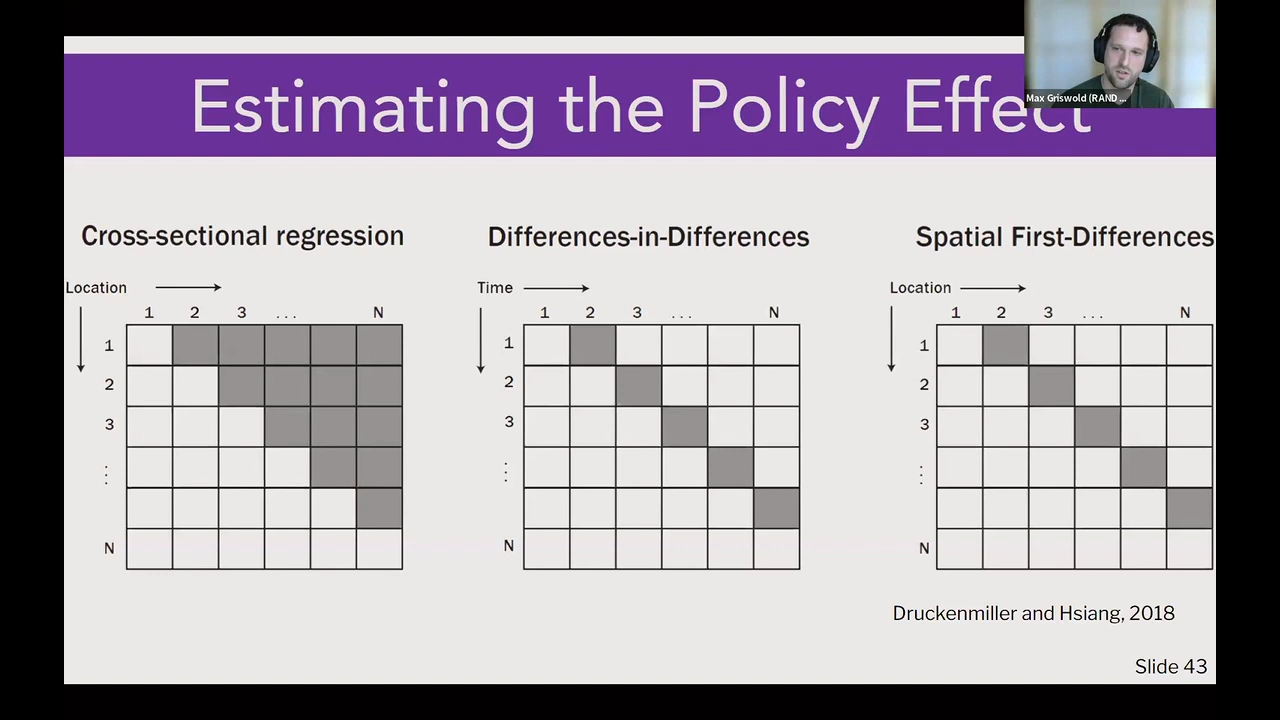 Estimating the Policy Effect
Max Griswold (RAND ...
Cross-sectional regression
Location
1 2 3 ... N
1
2
3
⋮
N
Differences-in-Differences
Time
1 2 3 ... N
1
2
3
⋮
N
Spatial First-Differences
Location
1 2 3 ... N
1
2
3
⋮
N
Druckenmiller and Hsiang, 2018
Slide 43